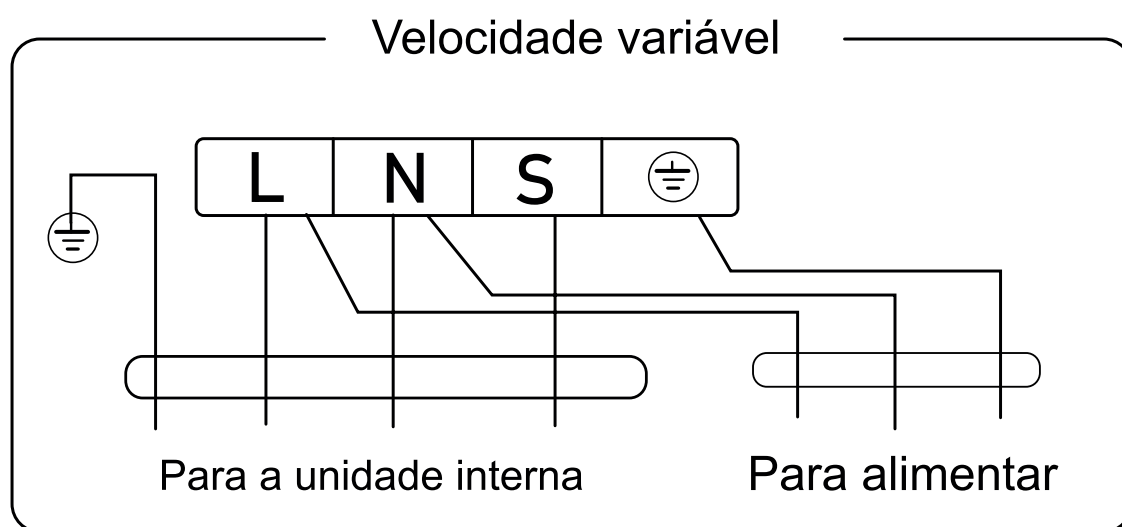 Velocidade variável
L N S
Para a unidade interna
Para alimentar